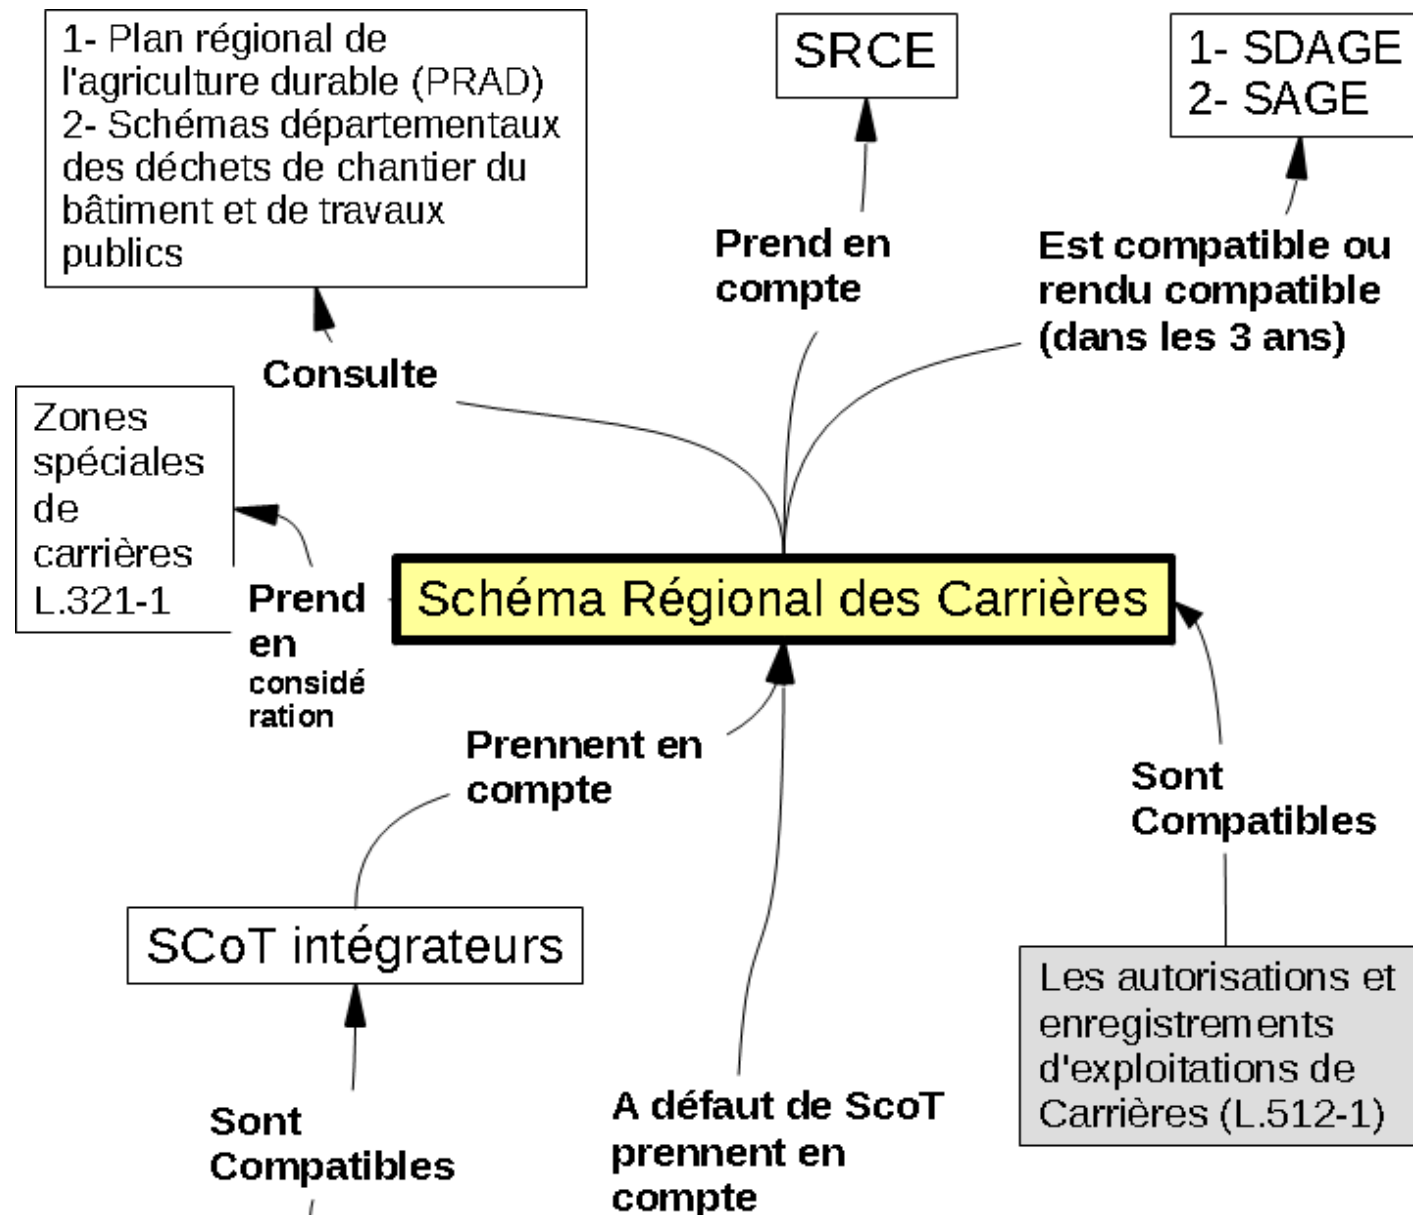 1- Plan régional de
l'agriculture durable (PRAD)
2- Schémas départementaux
des déchets de chantier du
bâtiment et de travaux
publics
SRCE
1- SDAGE
2- SAGE
Prend en
compte
Est compatible ou
rendu compatible
(dans les 3 ans)
Consulte
Zones
spéciales
de
carrières
L.321-1
Prend
en
considé
ration
Schéma Régional des Carrières
Prennent en
compte
Sont
Compatibles
SCoT intégrateurs
Les autorisations et
enregistrements
d'exploitations de
Carrières (L.512-1)
Sont
Compatibles
A défaut de ScoT
prennent en
compte